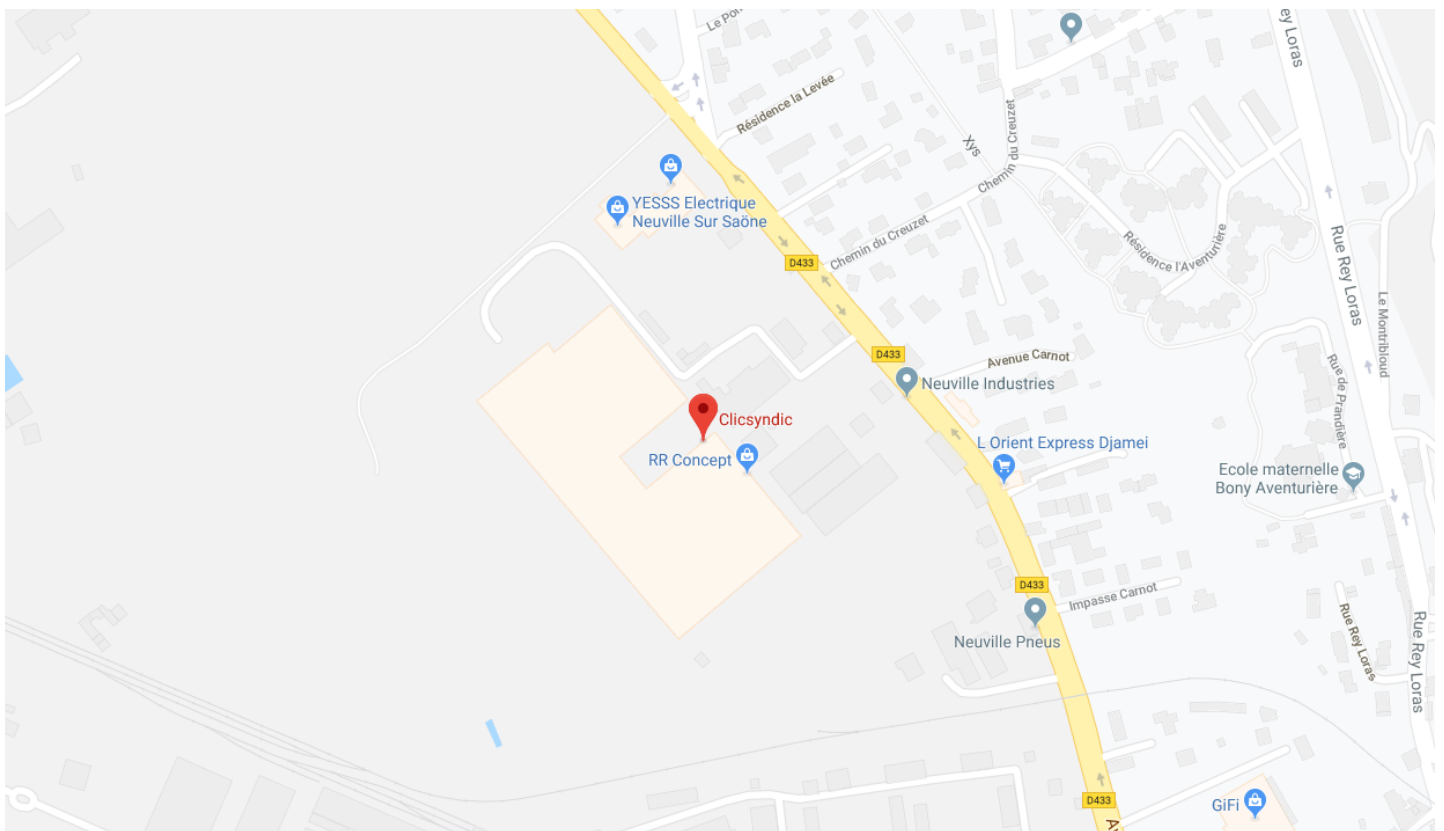 Le Pon
ey Loras
Résidence la Levée
Xys
Chemin du Creuzet
YESSS Electrique
Neuville Sur Saône
Chemin du Creuzet
Résidence l'Aventurière
Rue Rey Loras
D433
Le Montribloud
D433
Avenue Carnot
Neuville Industries
Rue de Prandière
Clicsyndic
RR Concept
L Orient Express Djamei
Ecole maternelle
Bony Aventurière
D433
Impasse Carnot
Neuville Pneus
Rue Rey Loras
Rue Rey Loras
D433
GiFi